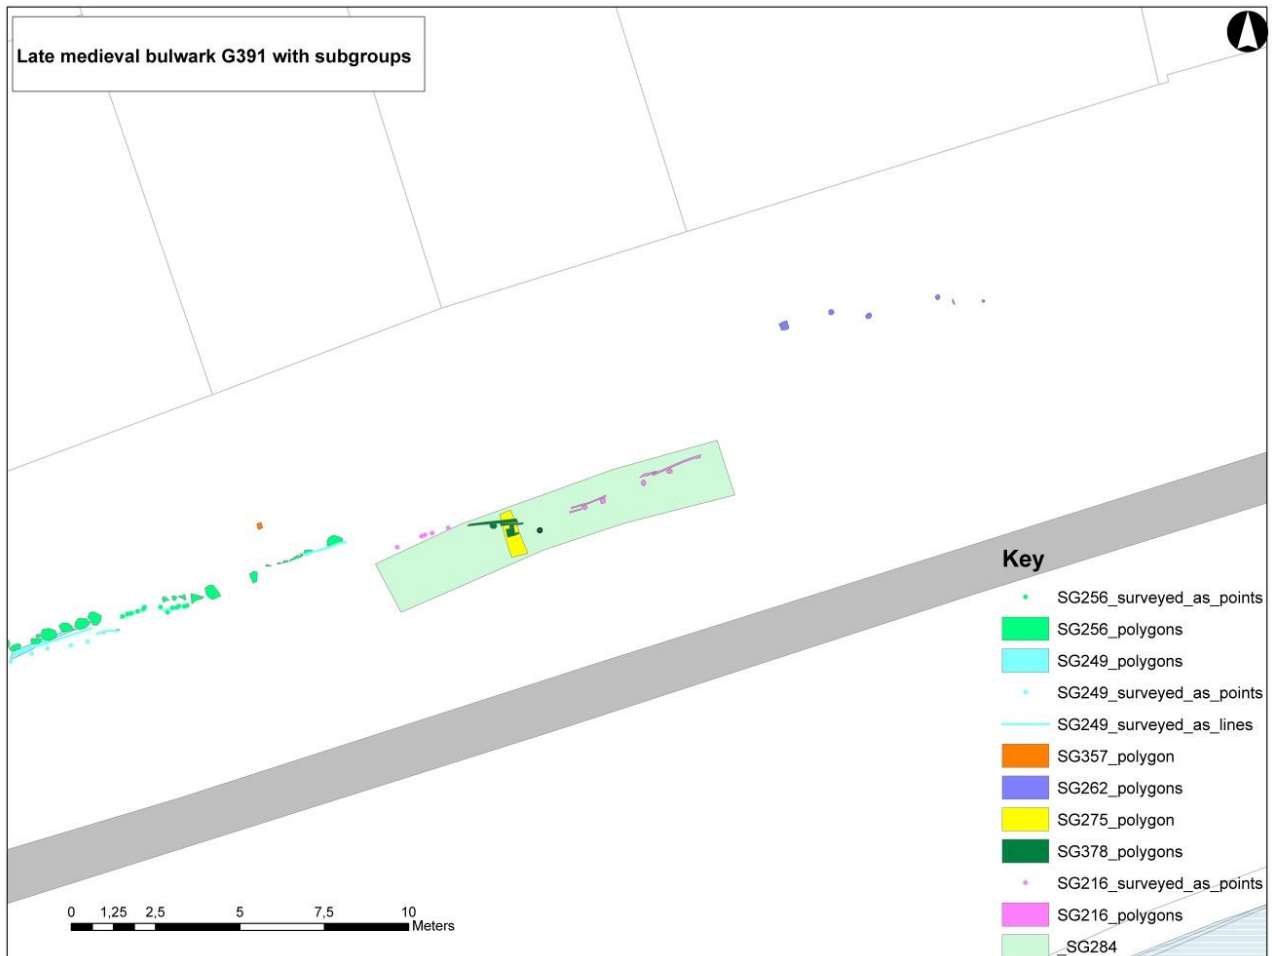 Late medieval bulwark G391 with subgroups
Key
SG256_surveyed_as_points
SG256_polygons
SG249_polygons
SG249_surveyed_as_points
SG249_surveyed_as_lines
SG357_polygon
SG262_polygons
SG275_polygon
SG378_polygons
SG216_surveyed_as_points
SG216_polygons
_SG284
0 1,25 2,5 5 7,5 10
Meters